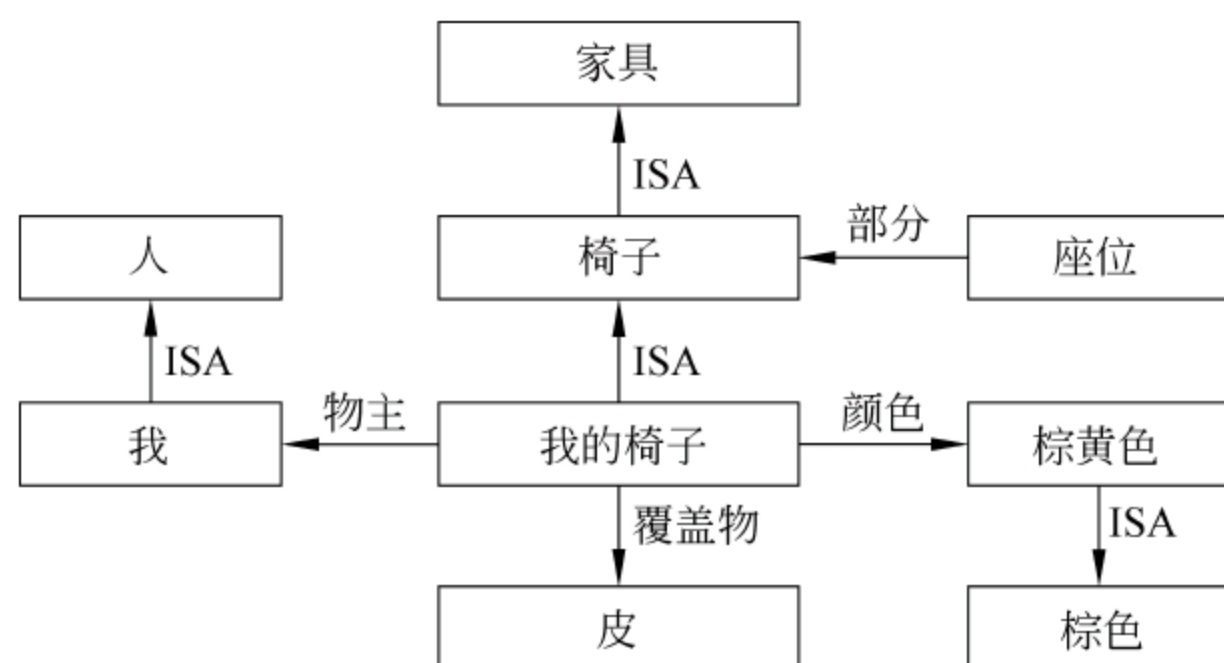 家具
ISA
人
椅子
部分
座位
ISA
ISA
我
物主
我的椅子
颜色
棕黄色
覆盖物
ISA
皮
棕色